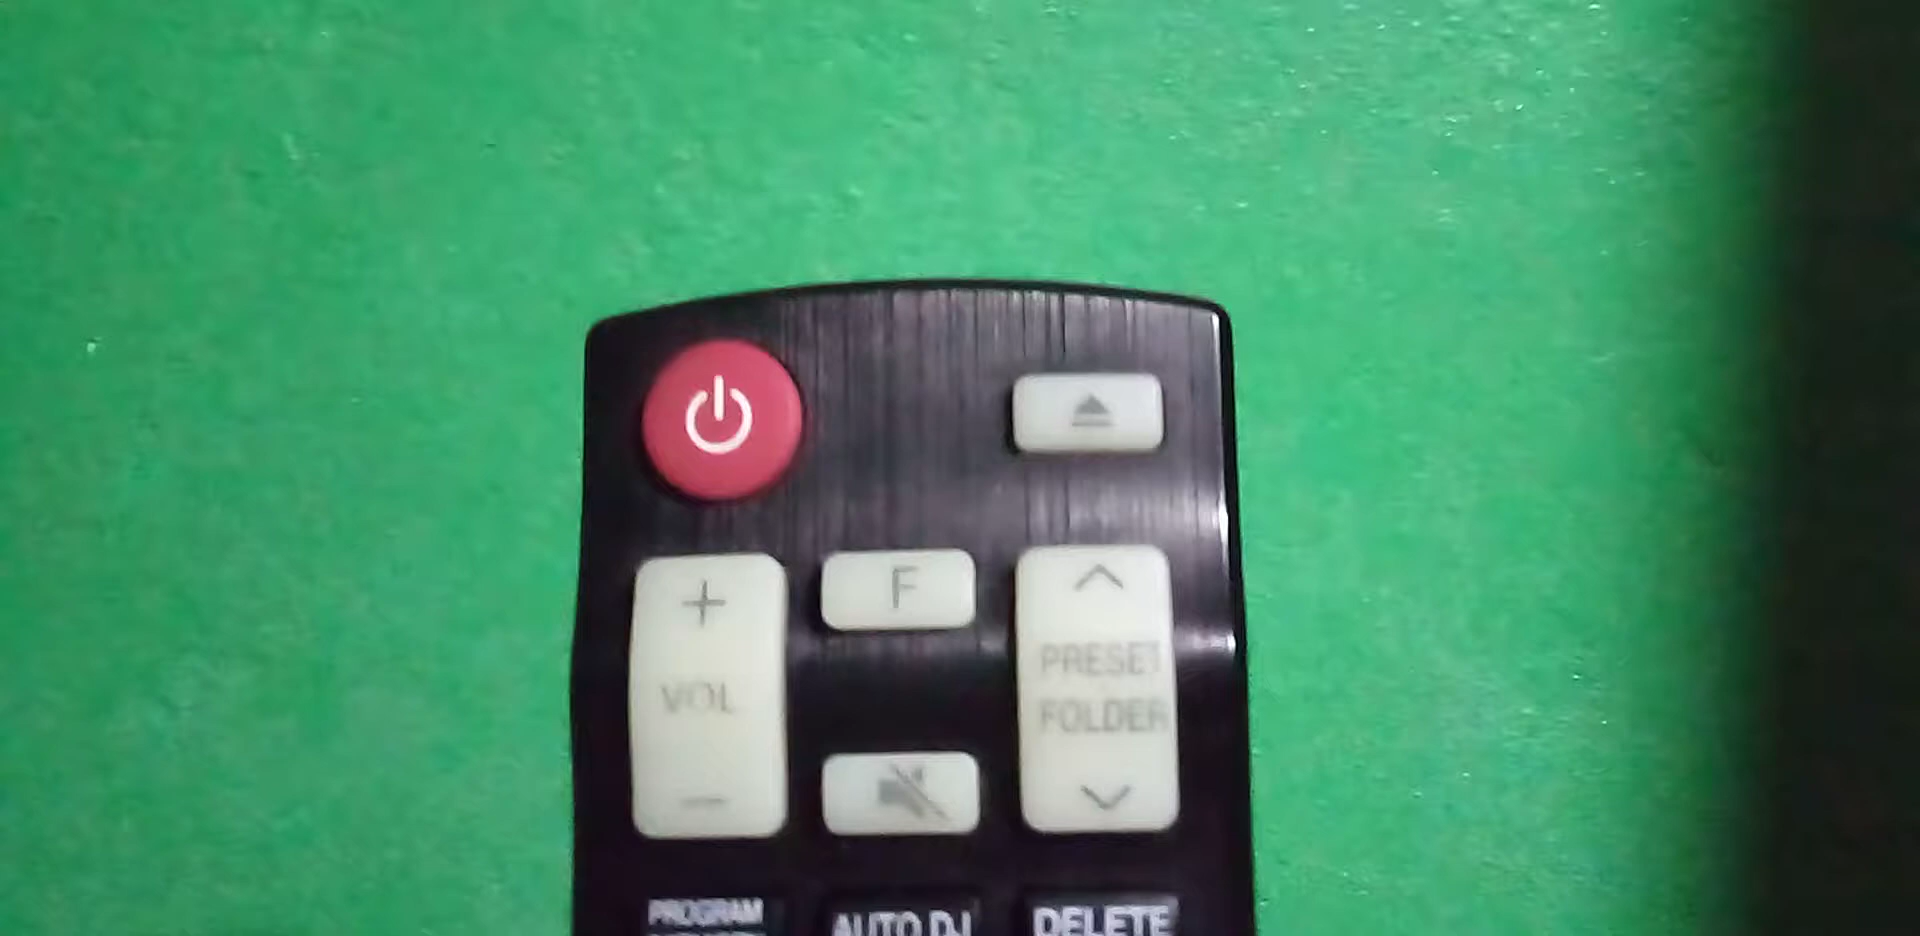 F
+
VOL
PRESET
FOLDER
PROGRAM
AUTO DJ
DELETE